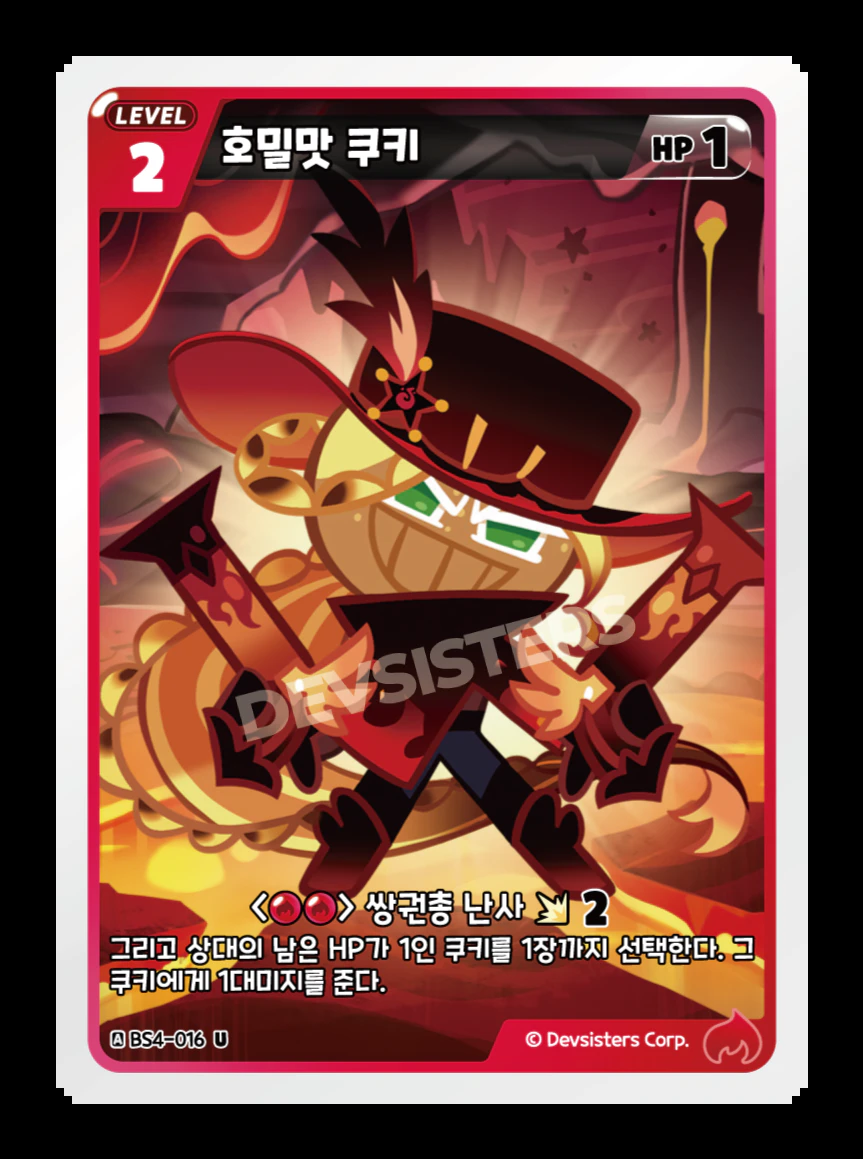 LEVEL
2
호밀맛 쿠키
HP 1
DEVSISTERS
< > 쌍권총 난사 2
그리고 상대의 남은 HP가 1인 쿠키를 1장까지 선택한다. 그
쿠키에게 1대미지를 준다.
A BS4-016 U
© Devsisters Corp.